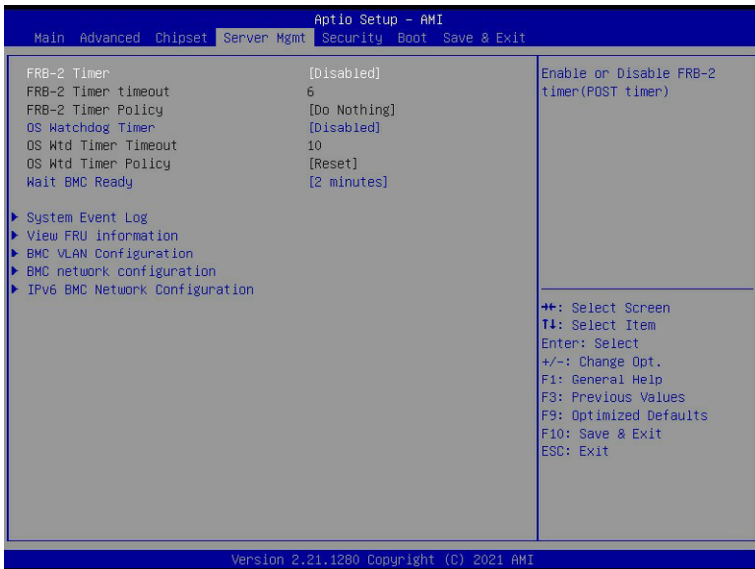 Aptio Setup - AMI
Main Advanced Chipset Server Mgmt Security Boot Save & Exit
FRB-2 Timer [Disabled]
FRB-2 Timer timeout 6
FRB-2 Timer Policy [Do Nothing]
OS Watchdog Timer [Disabled]
OS Wtd Timer Timeout 10
OS Wtd Timer Policy [Reset]
Wait BMC Ready [2 minutes]
System Event Log
View FRU information
BMC VLAN Configuration
BMC network configuration
IPv6 BMC Network Configuration
Enable or Disable FRB-2
timer(POST timer)
→←: Select Screen
↑↓: Select Item
Enter: Select
+/-: Change Opt.
F1: General Help
F3: Previous Values
F9: Optimized Defaults
F10: Save & Exit
ESC: Exit
Version 2.21.1280 Copyright (C) 2021 AMI